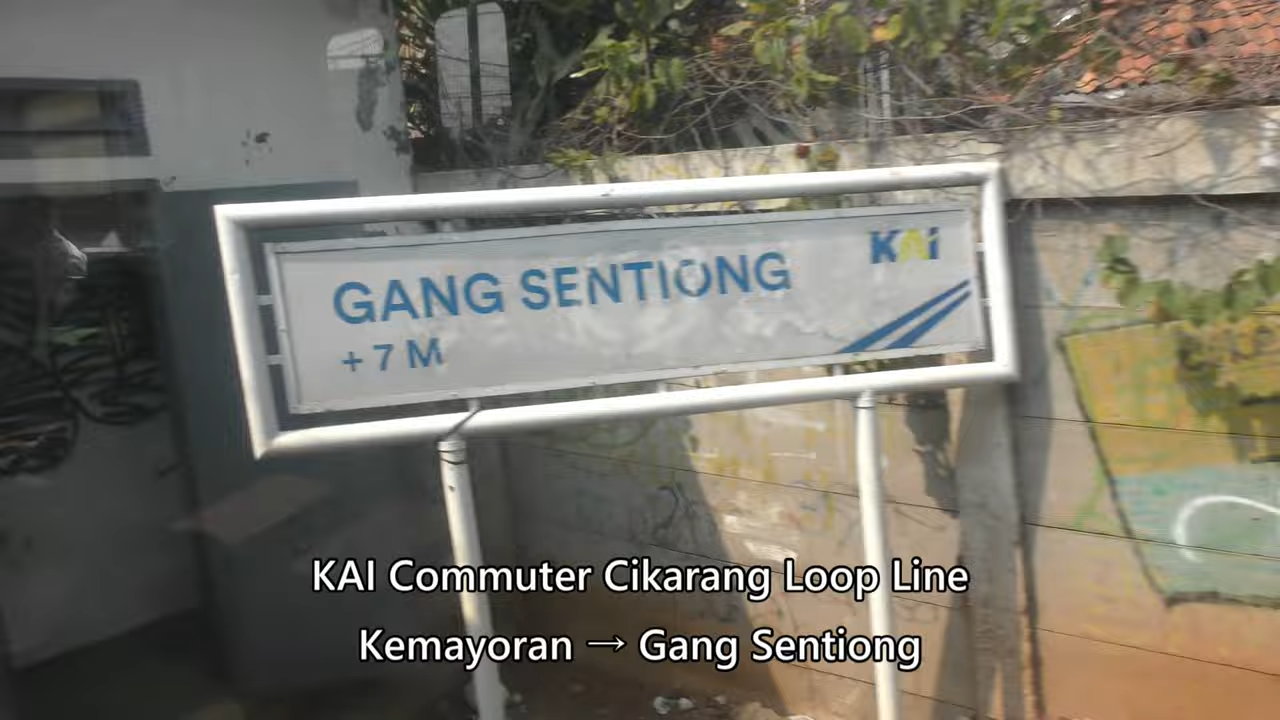 GANG SENTIONG
+ 7 M
KAI
KAI Commuter Cikarang Loop Line
Kemayoran → Gang Sentiong